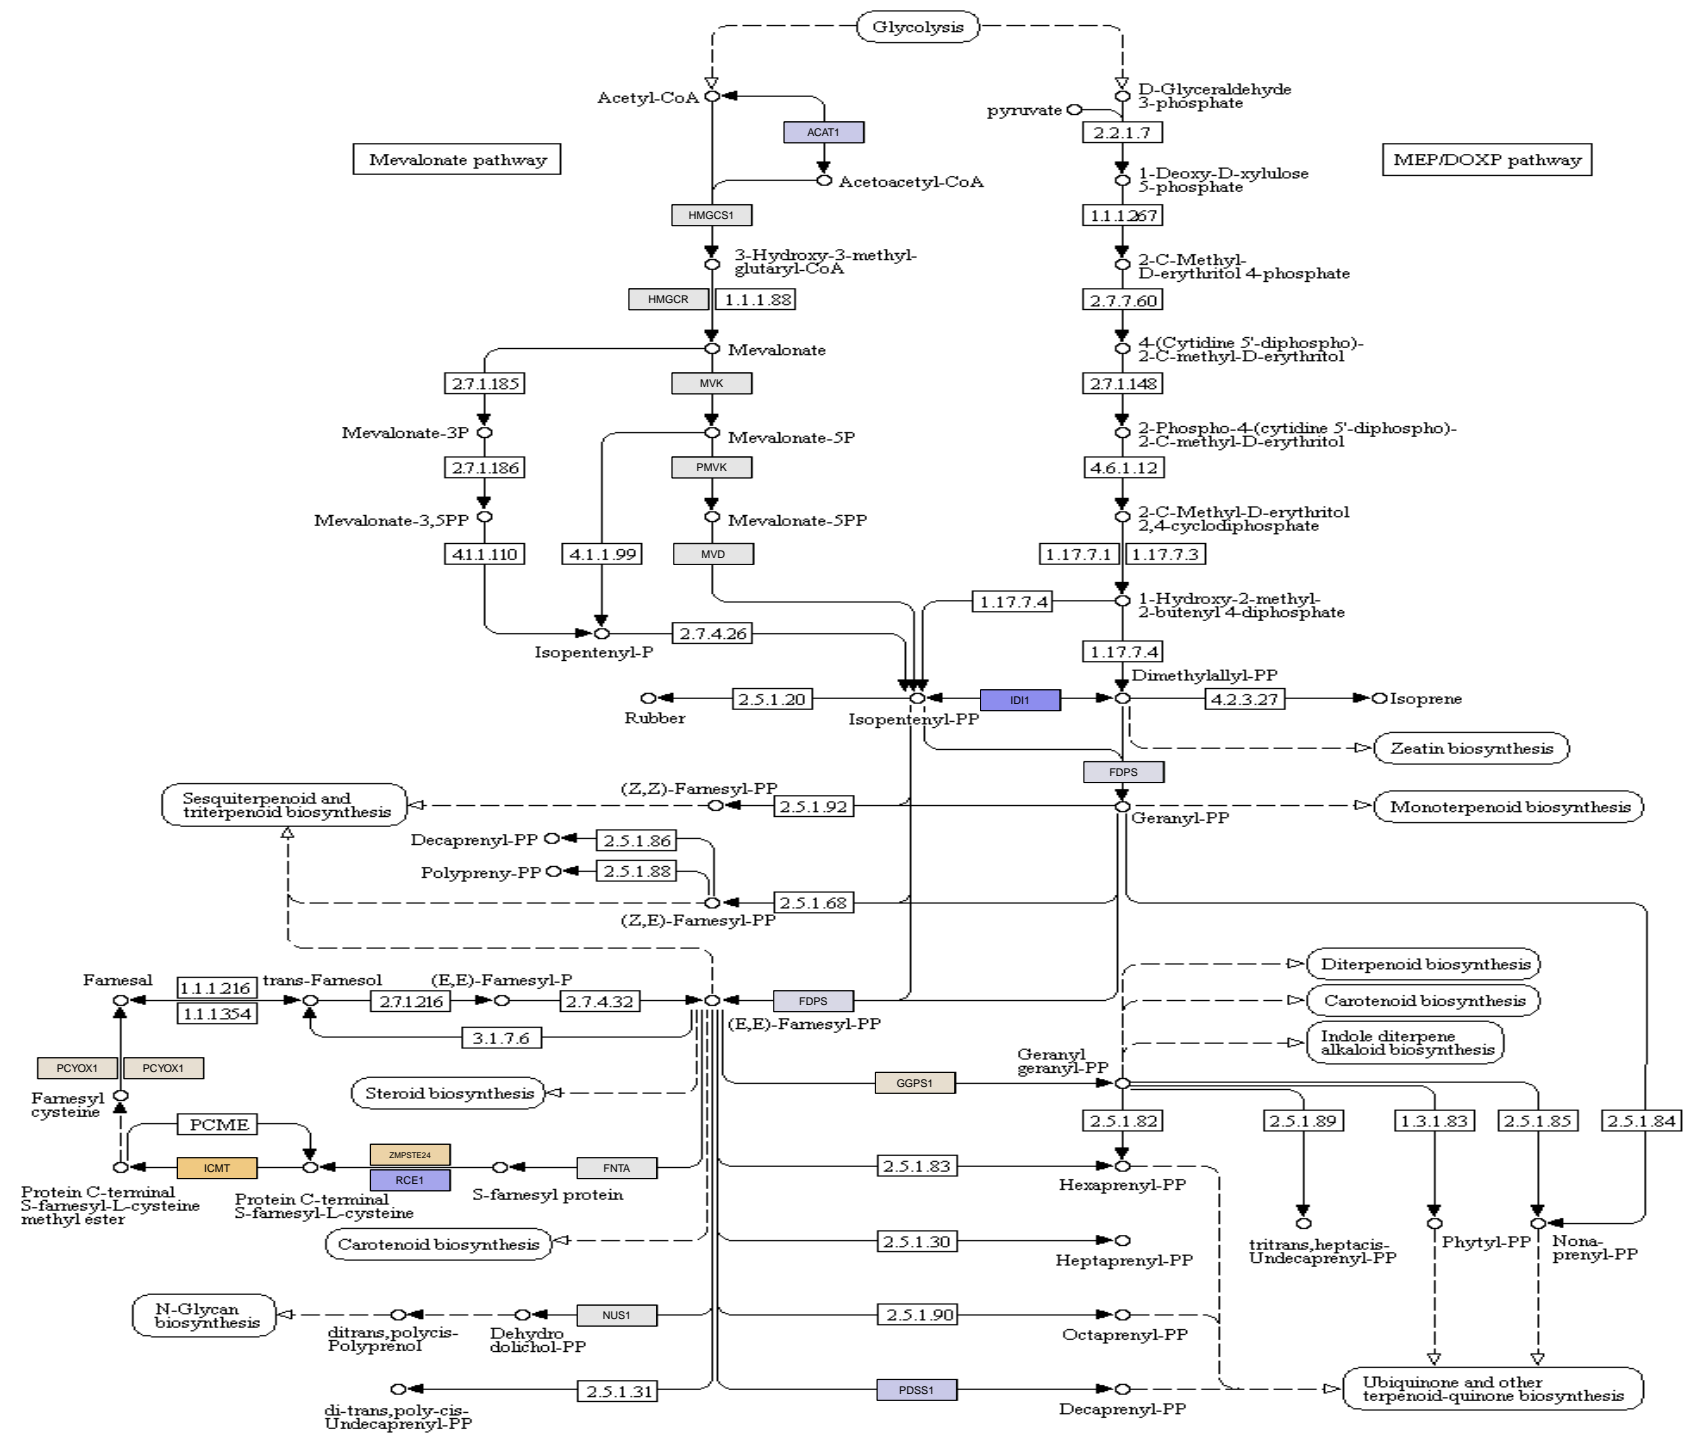 Glycolysis
Acetyl-CoA
D-Glyceraldehyde
3-phosphate
pyruvate
ACAT1
2.2.1.7
Mevalonate pathway
MEP/DOXP pathway
Acetoacetyl-CoA
1-Deoxy-D-xylulose
5-phosphate
HMGCS1
1.1.1.267
3-Hydroxy-3-methyl-
glutaryl-CoA
2-C-Methyl-
D-erythritol 4-phosphate
HMGCR
1.1.1.88
2.7.7.60
Mevalonate
4-(Cytidine 5'-diphospho)-
2-C-methyl-D-erythritol
2.7.1.185
MVK
2.7.1.148
Mevalonate-3P
Mevalonate-5P
2-Phospho-4-(cytidine 5'-diphospho)-
2-C-methyl-D-erythritol
2.7.1.186
PMVK
4.6.1.12
Mevalonate-3,5PP
Mevalonate-5PP
2-C-Methyl-D-erythritol
2,4-cyclodiphosphate
4.1.1.110
4.1.1.99
MVD
1.17.7.1
1.17.7.3
1.17.7.4
1-Hydroxy-2-methyl-
2-butenyl 4-diphosphate
2.7.4.26
Isopentenyl-P
1.17.7.4
Dimethylallyl-PP
Rubber
2.5.1.20
Isopentenyl-PP
IDI1
4.2.3.27
Isoprene
Zeatin biosynthesis
FDPS
Sesquiterpenoid and
triterpenoid biosynthesis
(Z,Z)-Farnesyl-PP
2.5.1.92
Geranyl-PP
Monoterpenoid biosynthesis
Decaprenyl-PP
2.5.1.86
Polypreny-PP
2.5.1.88
2.5.1.68
(Z,E)-Farnesyl-PP
Farnesal
1.1.1.216
trans-Farnesol
(E,E)-Farnesyl-P
Diterpenoid biosynthesis
1.1.1.354
2.7.1.216
2.7.4.32
FDPS
(E,E)-Farnesyl-PP
Carotenoid biosynthesis
3.1.7.6
Indole diterpene
alkaloid biosynthesis
PCYOX1
PCYOX1
Geranyl
geranyl-PP
GGPS1
Farnesyl
cysteine
Steroid biosynthesis
PCME
2.5.1.82
2.5.1.89
1.3.1.83
2.5.1.85
2.5.1.84
ICMT
ZMPSTE24
RCE1
FNTA
2.5.1.83
Hexaprenyl-PP
Protein C-terminal
S-farnesyl-L-cysteine
methyl ester
Protein C-terminal
S-farnesyl-L-cysteine
S-farnesyl protein
Carotenoid biosynthesis
2.5.1.30
Heptaprenyl-PP
tritrans,heptacis-
Undecaprenyl-PP
Phytyl-PP
Nona-
prenyl-PP
N-Glycan
biosynthesis
ditrans,polycis-
Polyprenol
Dehydro
dolichol-PP
NUS1
2.5.1.90
Octaprenyl-PP
di-trans,poly-cis-
Undecaprenyl-PP
2.5.1.31
PDSS1
Decaprenyl-PP
Ubiquinone and other
terpenoid-quinone biosynthesis